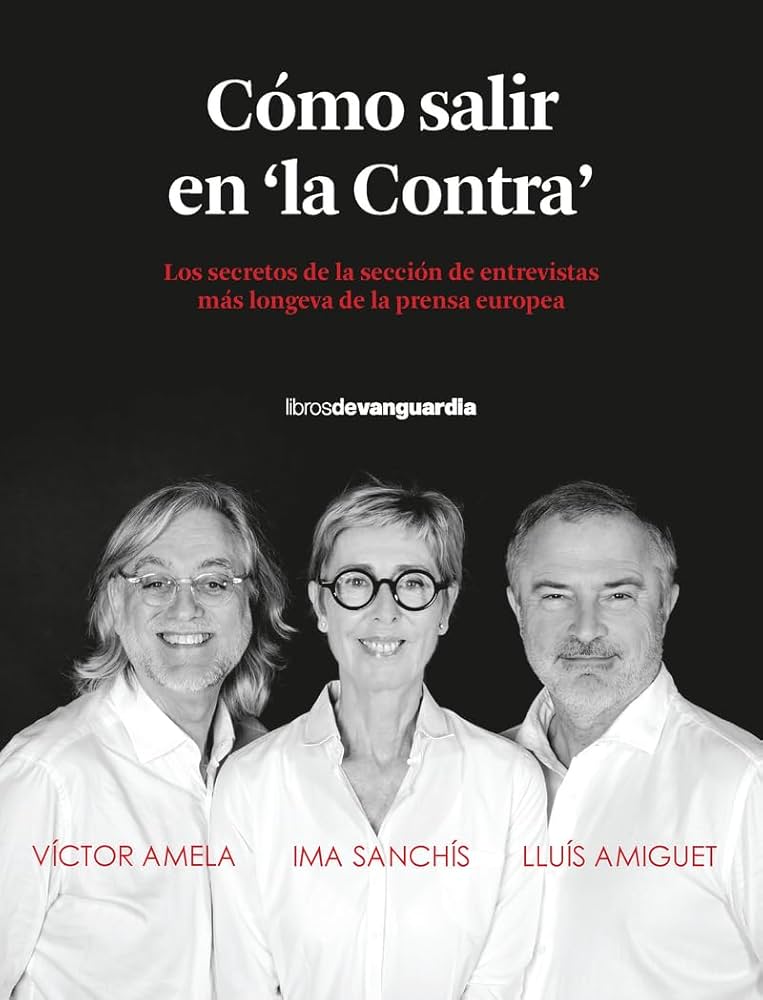 Cómo salir
en ‘la Contra’
Los secretos de la sección de entrevistas
más longeva de la prensa europea
librosdevanguardia
VÍCTOR AMELA IMA SANCHÍS LLUÍS AMIGUET